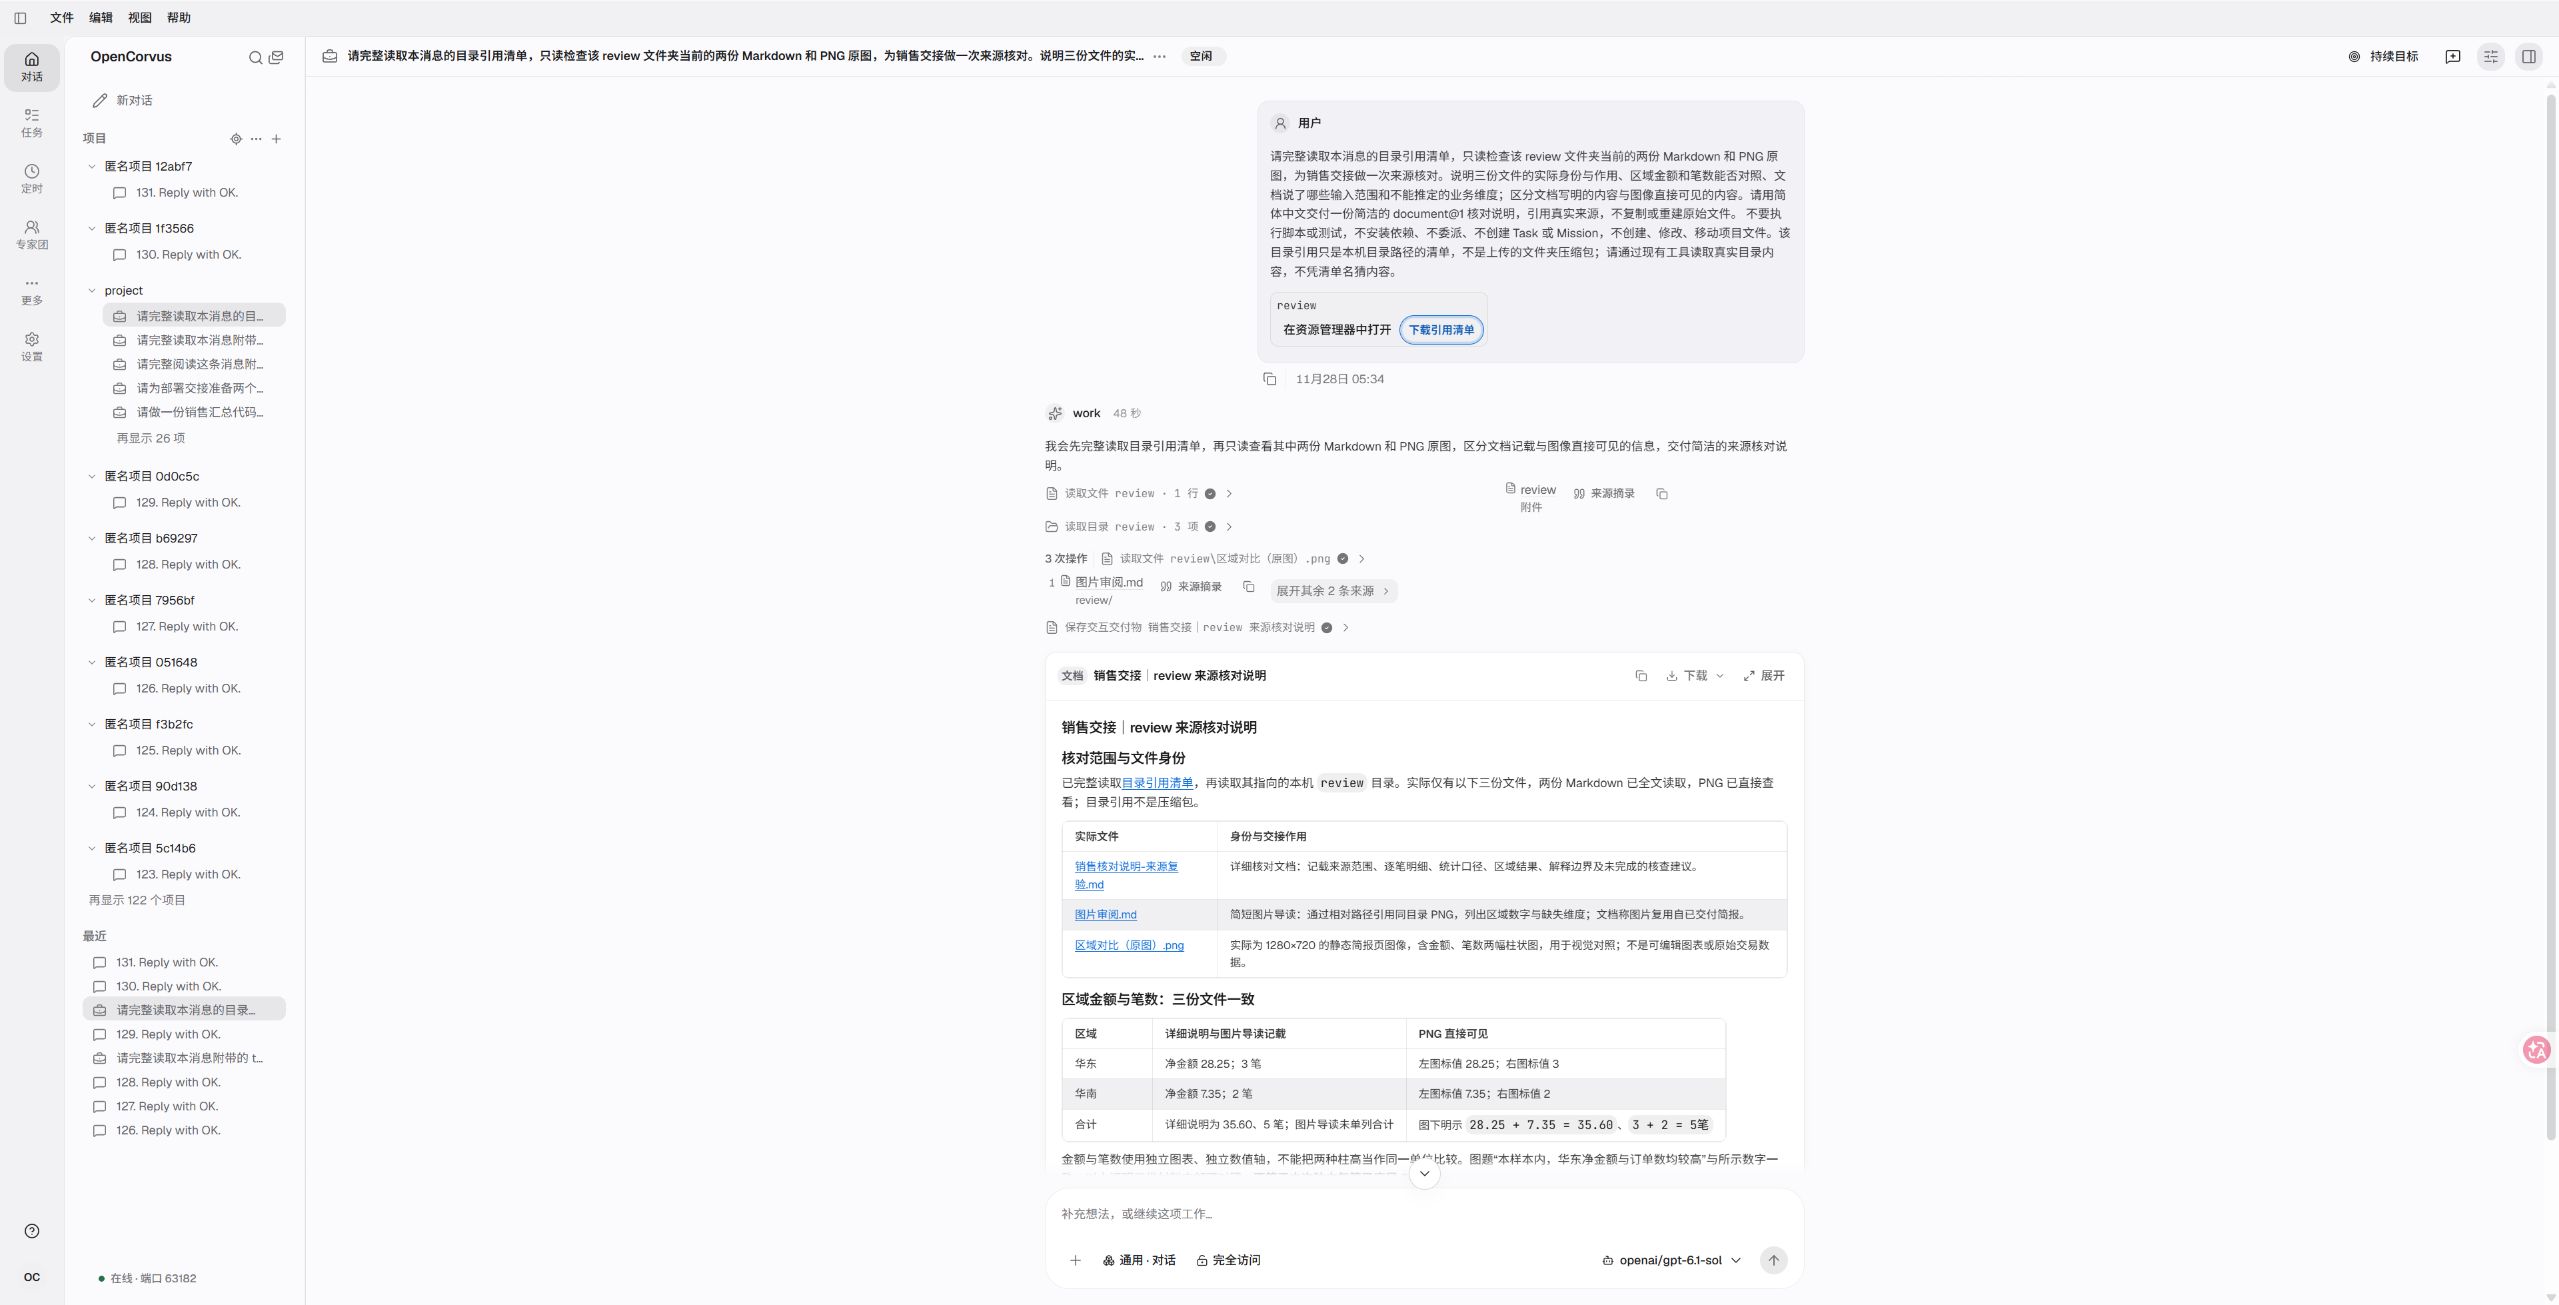 文件 编辑 视图 帮助
对话
任务
定时
专家团
更多
设置
OC
OpenCorvus
新对话
项目
匿名项目 12abf7
131. Reply with OK.
匿名项目 1f3566
130. Reply with OK.
project
请完整读取本消息的目...
请完整读取本消息附带...
请完整阅读这条消息附...
请为部署交接准备两个...
请做一份销售汇总代码...
再显示 26 项
匿名项目 0d0c5c
129. Reply with OK.
匿名项目 b69297
128. Reply with OK.
匿名项目 7956bf
127. Reply with OK.
匿名项目 051648
126. Reply with OK.
匿名项目 f3b2fc
125. Reply with OK.
匿名项目 90d138
124. Reply with OK.
匿名项目 5c14b6
123. Reply with OK.
再显示 122 个项目
最近
131. Reply with OK.
130. Reply with OK.
请完整读取本消息的目录...
129. Reply with OK.
请完整读取本消息附带的 t...
128. Reply with OK.
127. Reply with OK.
126. Reply with OK.
在线 · 端口 63182
请完整读取本消息的目录引用清单，只读检查该 review 文件夹当前的两份 Markdown 和 PNG 原图，为销售交接做一次来源核对。说明三份文件的实... ··· 空闲
持续目标
用户
请完整读取本消息的目录引用清单，只读检查该 review 文件夹当前的两份 Markdown 和 PNG 原
图，为销售交接做一次来源核对。说明三份文件的实际身份与作用、区域金额和笔数能否对照、文
档说了哪些输入范围和不能推定的业务维度；区分文档写明的内容与图像直接可见的内容。请用简
体中文交付一份简洁的 document@1 核对说明，引用真实来源，不复制或重建原始文件。 不要执
行脚本或测试，不安装依赖、不委派、不创建 Task 或 Mission，不创建、修改、移动项目文件。该
目录引用只是本机目录路径的清单，不是上传的文件夹压缩包；请通过现有工具读取真实目录内
容，不凭清单名猜内容。
review
在资源管理器中打开 下载引用清单
11月28日 05:34
work 48 秒
我会先完整读取目录引用清单，再只读查看其中两份 Markdown 和 PNG 原图，区分文档记载与图像直接可见的信息，交付简洁的来源核对说
明。
读取文件 review · 1 行
review
附件
来源摘录
读取目录 review · 3 项
3 次操作 读取文件 review\区域对比（原图）.png
1 图片审阅.md
review/
来源摘录 展开其余 2 条来源
保存交互交付物 销售交接｜review 来源核对说明
文档 销售交接｜review 来源核对说明 下载 展开
销售交接｜review 来源核对说明
核对范围与文件身份
已完整读取目录引用清单，再读取其指向的本机 review 目录。实际仅有以下三份文件，两份 Markdown 已全文读取，PNG 已直接查
看；目录引用不是压缩包。
实际文件 身份与交接作用
销售核对说明-来源复
验.md
详细核对文档：记载来源范围、逐笔明细、统计口径、区域结果、解释边界及未完成的核查建议。
图片审阅.md 简短图片导读：通过相对路径引用同目录 PNG，列出区域数字与缺失维度；文档称图片复用自已交付简报。
区域对比（原图）.png 实际为 1280×720 的静态简报页图像，含金额、笔数两幅柱状图，用于视觉对照；不是可编辑图表或原始交易数
据。
区域金额与笔数：三份文件一致
区域 详细说明与图片导读记载 PNG 直接可见
华东 净金额 28.25；3 笔 左图标值 28.25；右图标值 3
华南 净金额 7.35；2 笔 左图标值 7.35；右图标值 2
合计 详细说明为 35.60、5 笔；图片导读未单列合计 图下明示 28.25 + 7.35 = 35.60、3 + 2 = 5笔
金额与笔数使用独立图表、独立数值轴，不能把两种柱高当作同一单位比较。图题“本样本内，华东净金额与订单数均较高”与所示数字一
补充想法，或继续这项工作...
通用 · 对话 完全访问 openai/gpt-6.1-sol